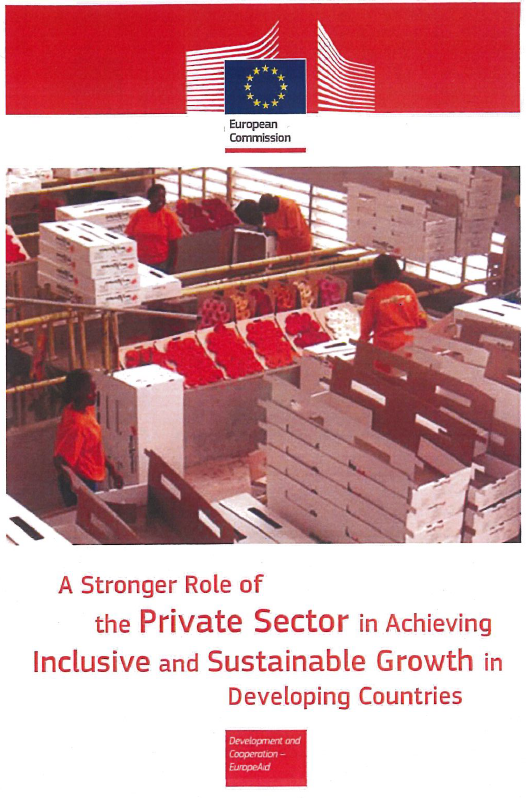 European
Commission
A Stronger Role of
the Private Sector in Achieving
Inclusive and Sustainable Growth in
Developing Countries
Development and
Cooperation –
EuropeAid